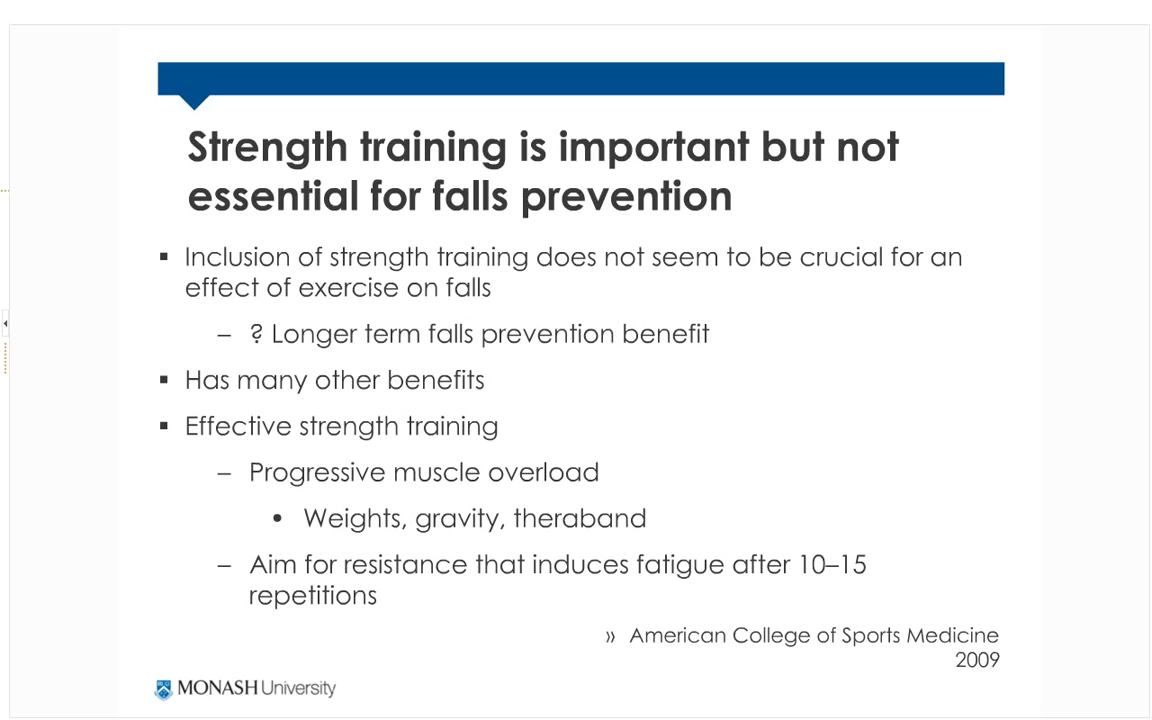 Strength training is important but not
essential for falls prevention
▪ Inclusion of strength training does not seem to be crucial for an
effect of exercise on falls
– ? Longer term falls prevention benefit
▪ Has many other benefits
▪ Effective strength training
– Progressive muscle overload
• Weights, gravity, theraband
– Aim for resistance that induces fatigue after 10–15
repetitions
» American College of Sports Medicine
2009
MONASH University